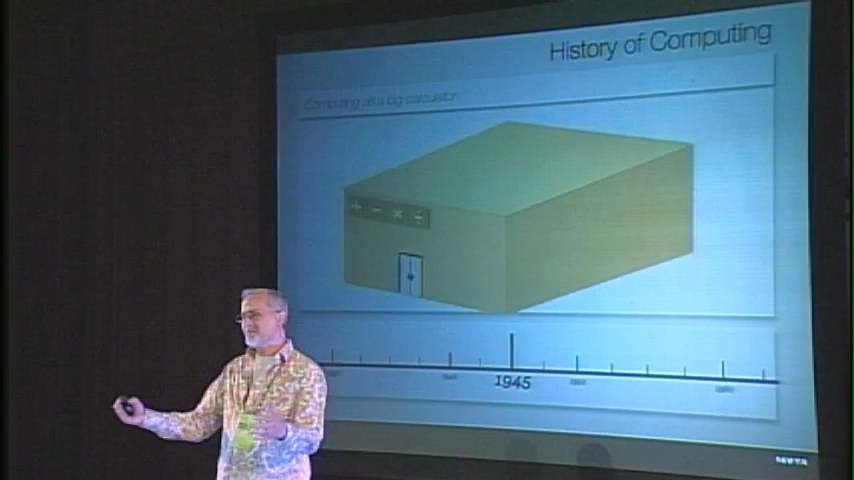 History of Computing
Computing as a big calculator
+ − × ÷
1945